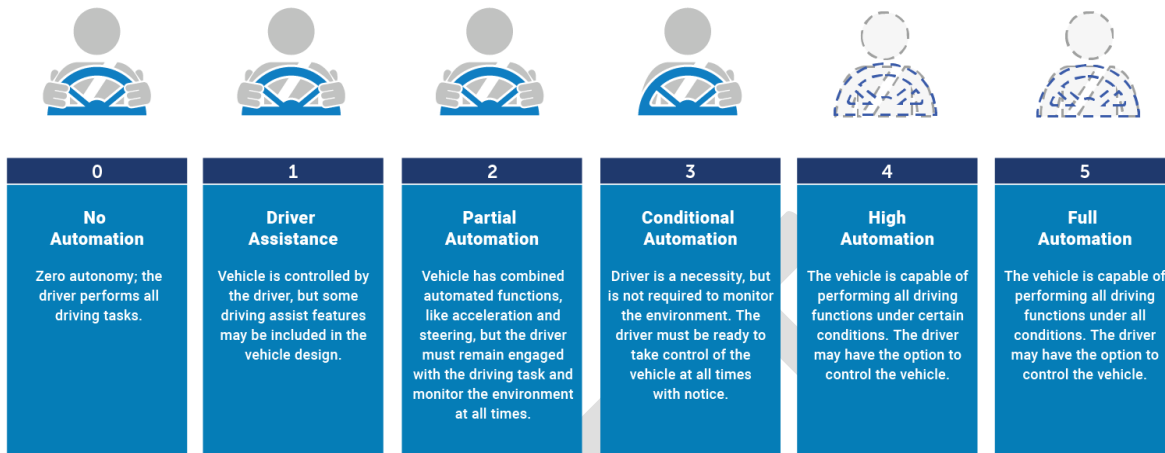 0
No
Automation
Zero autonomy; the
driver performs all
driving tasks.
1
Driver
Assistance
Vehicle is controlled by
the driver, but some
driving assist features
may be included in the
vehicle design.
2
Partial
Automation
Vehicle has combined
automated functions,
like acceleration and
steering, but the driver
must remain engaged
with the driving task and
monitor the environment
at all times.
3
Conditional
Automation
Driver is a necessity, but
is not required to monitor
the environment. The
driver must be ready to
take control of the
vehicle at all times
with notice.
4
High
Automation
The vehicle is capable of
performing all driving
functions under certain
conditions. The driver
may have the option to
control the vehicle.
5
Full
Automation
The vehicle is capable of
performing all driving
functions under all
conditions. The driver
may have the option to
control the vehicle.